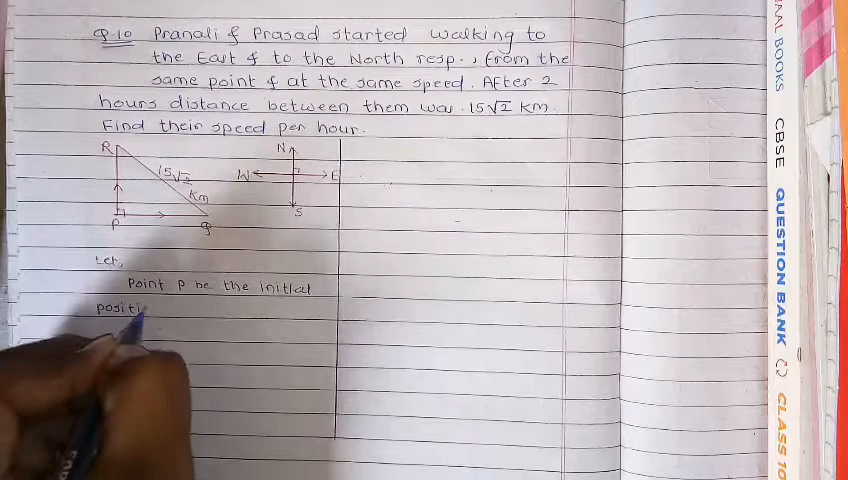 Q.10 Pranali & Prasad started walking to
the East & to the North resp., from the
same point & at the same speed. After 2
hours distance between them was 15√2 km.
Find their speed per hour.
R
15√2
km
P
Q
N
W
E
S
Let,
Point P be the initial
positi
BOOKS
CBSE
QUESTION BANK
CLASS 10